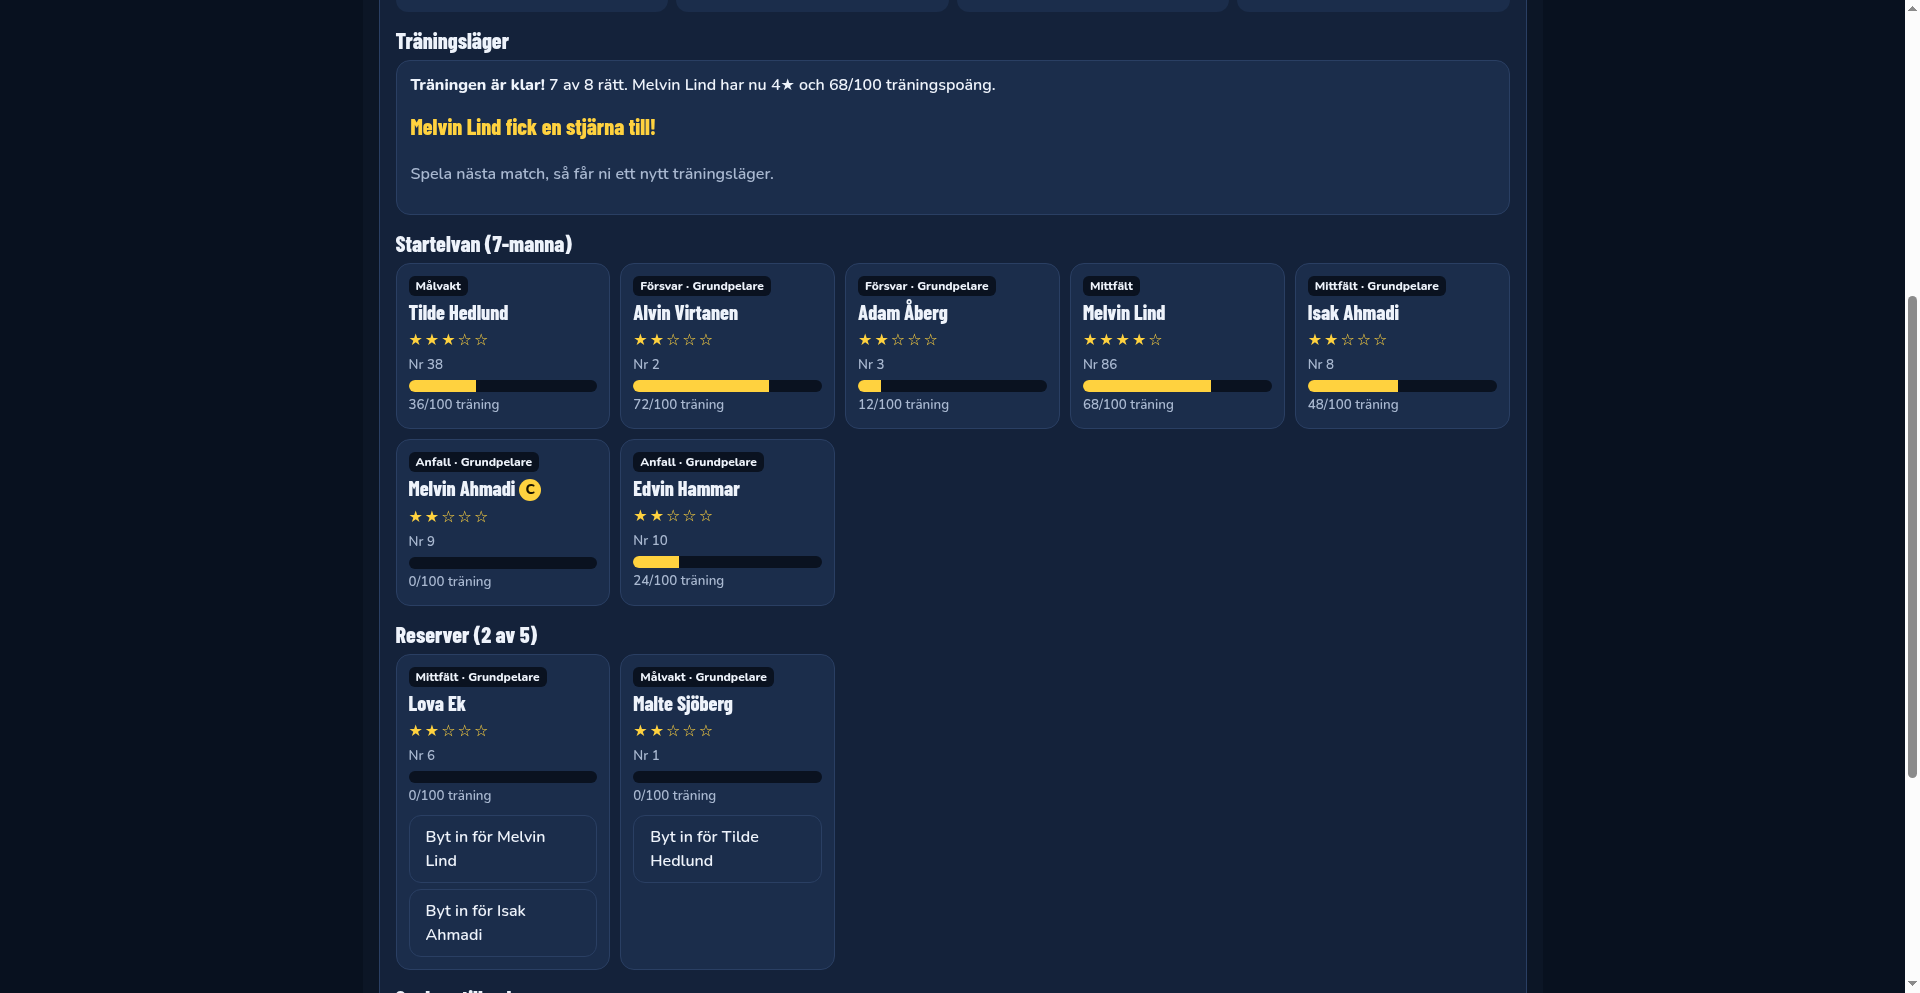 Träningsläger
Träningen är klar! 7 av 8 rätt. Melvin Lind har nu 4★ och 68/100 träningspoäng.
Melvin Lind fick en stjärna till!
Spela nästa match, så får ni ett nytt träningsläger.
Startelvan (7-manna)
Målvakt
Tilde Hedlund
★★★☆☆
Nr 38
36/100 träning
Försvar · Grundpelare
Alvin Virtanen
★★☆☆☆
Nr 2
72/100 träning
Försvar · Grundpelare
Adam Åberg
★★☆☆☆
Nr 3
12/100 träning
Mittfält
Melvin Lind
★★★★☆
Nr 86
68/100 träning
Mittfält · Grundpelare
Isak Ahmadi
★★☆☆☆
Nr 8
48/100 träning
Anfall · Grundpelare
Melvin Ahmadi C
★★☆☆☆
Nr 9
0/100 träning
Anfall · Grundpelare
Edvin Hammar
★★☆☆☆
Nr 10
24/100 träning
Reserver (2 av 5)
Mittfält · Grundpelare
Lova Ek
★★☆☆☆
Nr 6
0/100 träning
Byt in för Melvin
Lind
Byt in för Isak
Ahmadi
Målvakt · Grundpelare
Malte Sjöberg
★★☆☆☆
Nr 1
0/100 träning
Byt in för Tilde
Hedlund